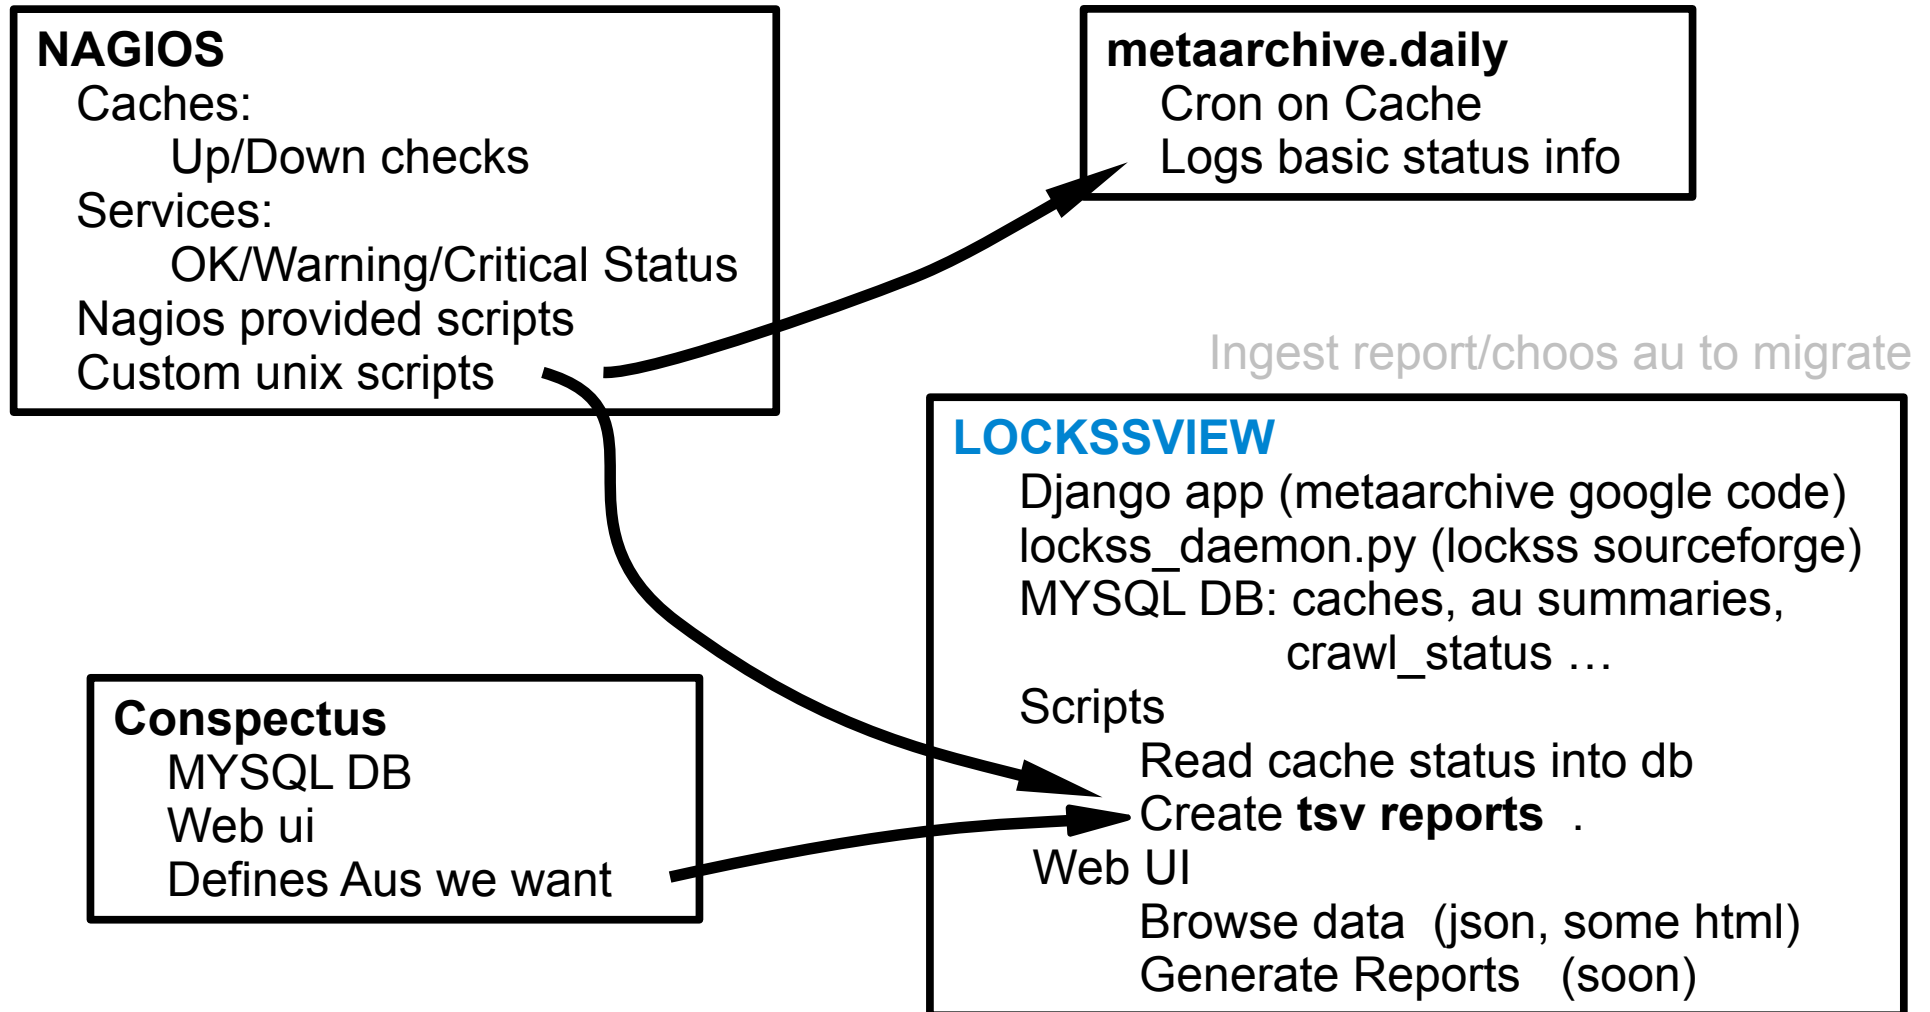 NAGIOS
Caches:
Up/Down checks
Services:
OK/Warning/Critical Status
Nagios provided scripts
Custom unix scripts
metaarchive.daily
Cron on Cache
Logs basic status info
Ingest report/choos au to migrate
LOCKSSVIEW
Django app (metaarchive google code)
lockss_daemon.py (lockss sourceforge)
MYSQL DB: caches, au summaries,
crawl_status …
Scripts
Read cache status into db
Create tsv reports .
Web UI
Browse data (json, some html)
Generate Reports (soon)
Conspectus
MYSQL DB
Web ui
Defines Aus we want